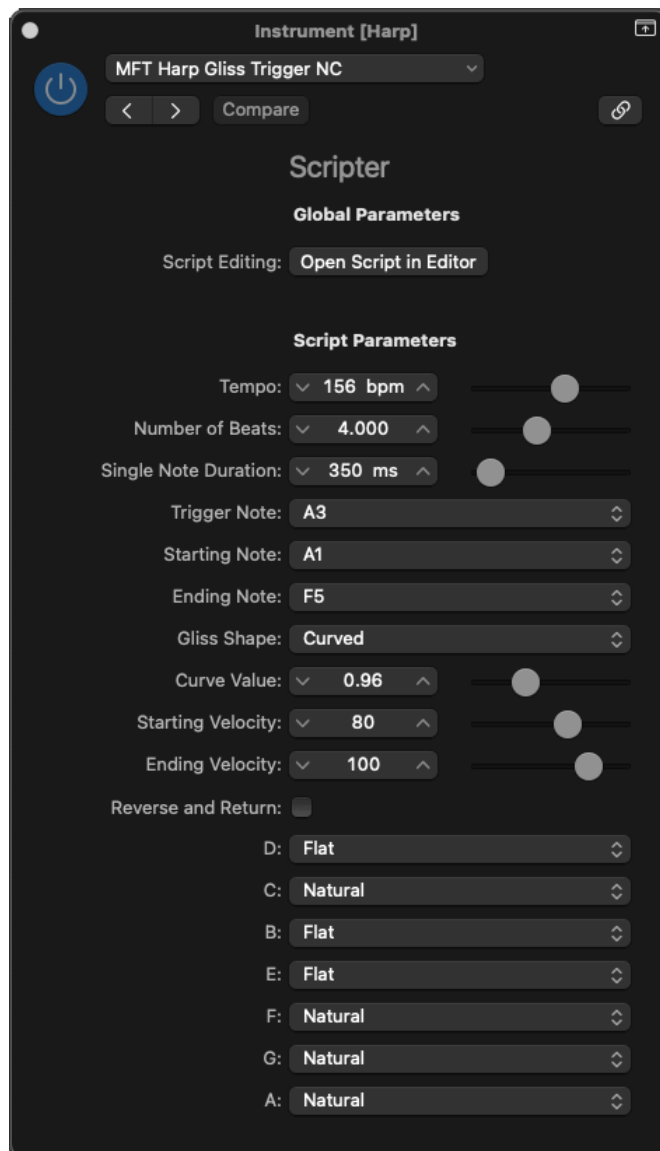 Instrument [Harp]
MFT Harp Gliss Trigger NC
Compare
Scripter
Global Parameters
Script Editing: Open Script in Editor
Script Parameters
Tempo: 156 bpm
Number of Beats: 4.000
Single Note Duration: 350 ms
Trigger Note: A3
Starting Note: A1
Ending Note: F5
Gliss Shape: Curved
Curve Value: 0.96
Starting Velocity: 80
Ending Velocity: 100
Reverse and Return:
D: Flat
C: Natural
B: Flat
E: Flat
F: Natural
G: Natural
A: Natural